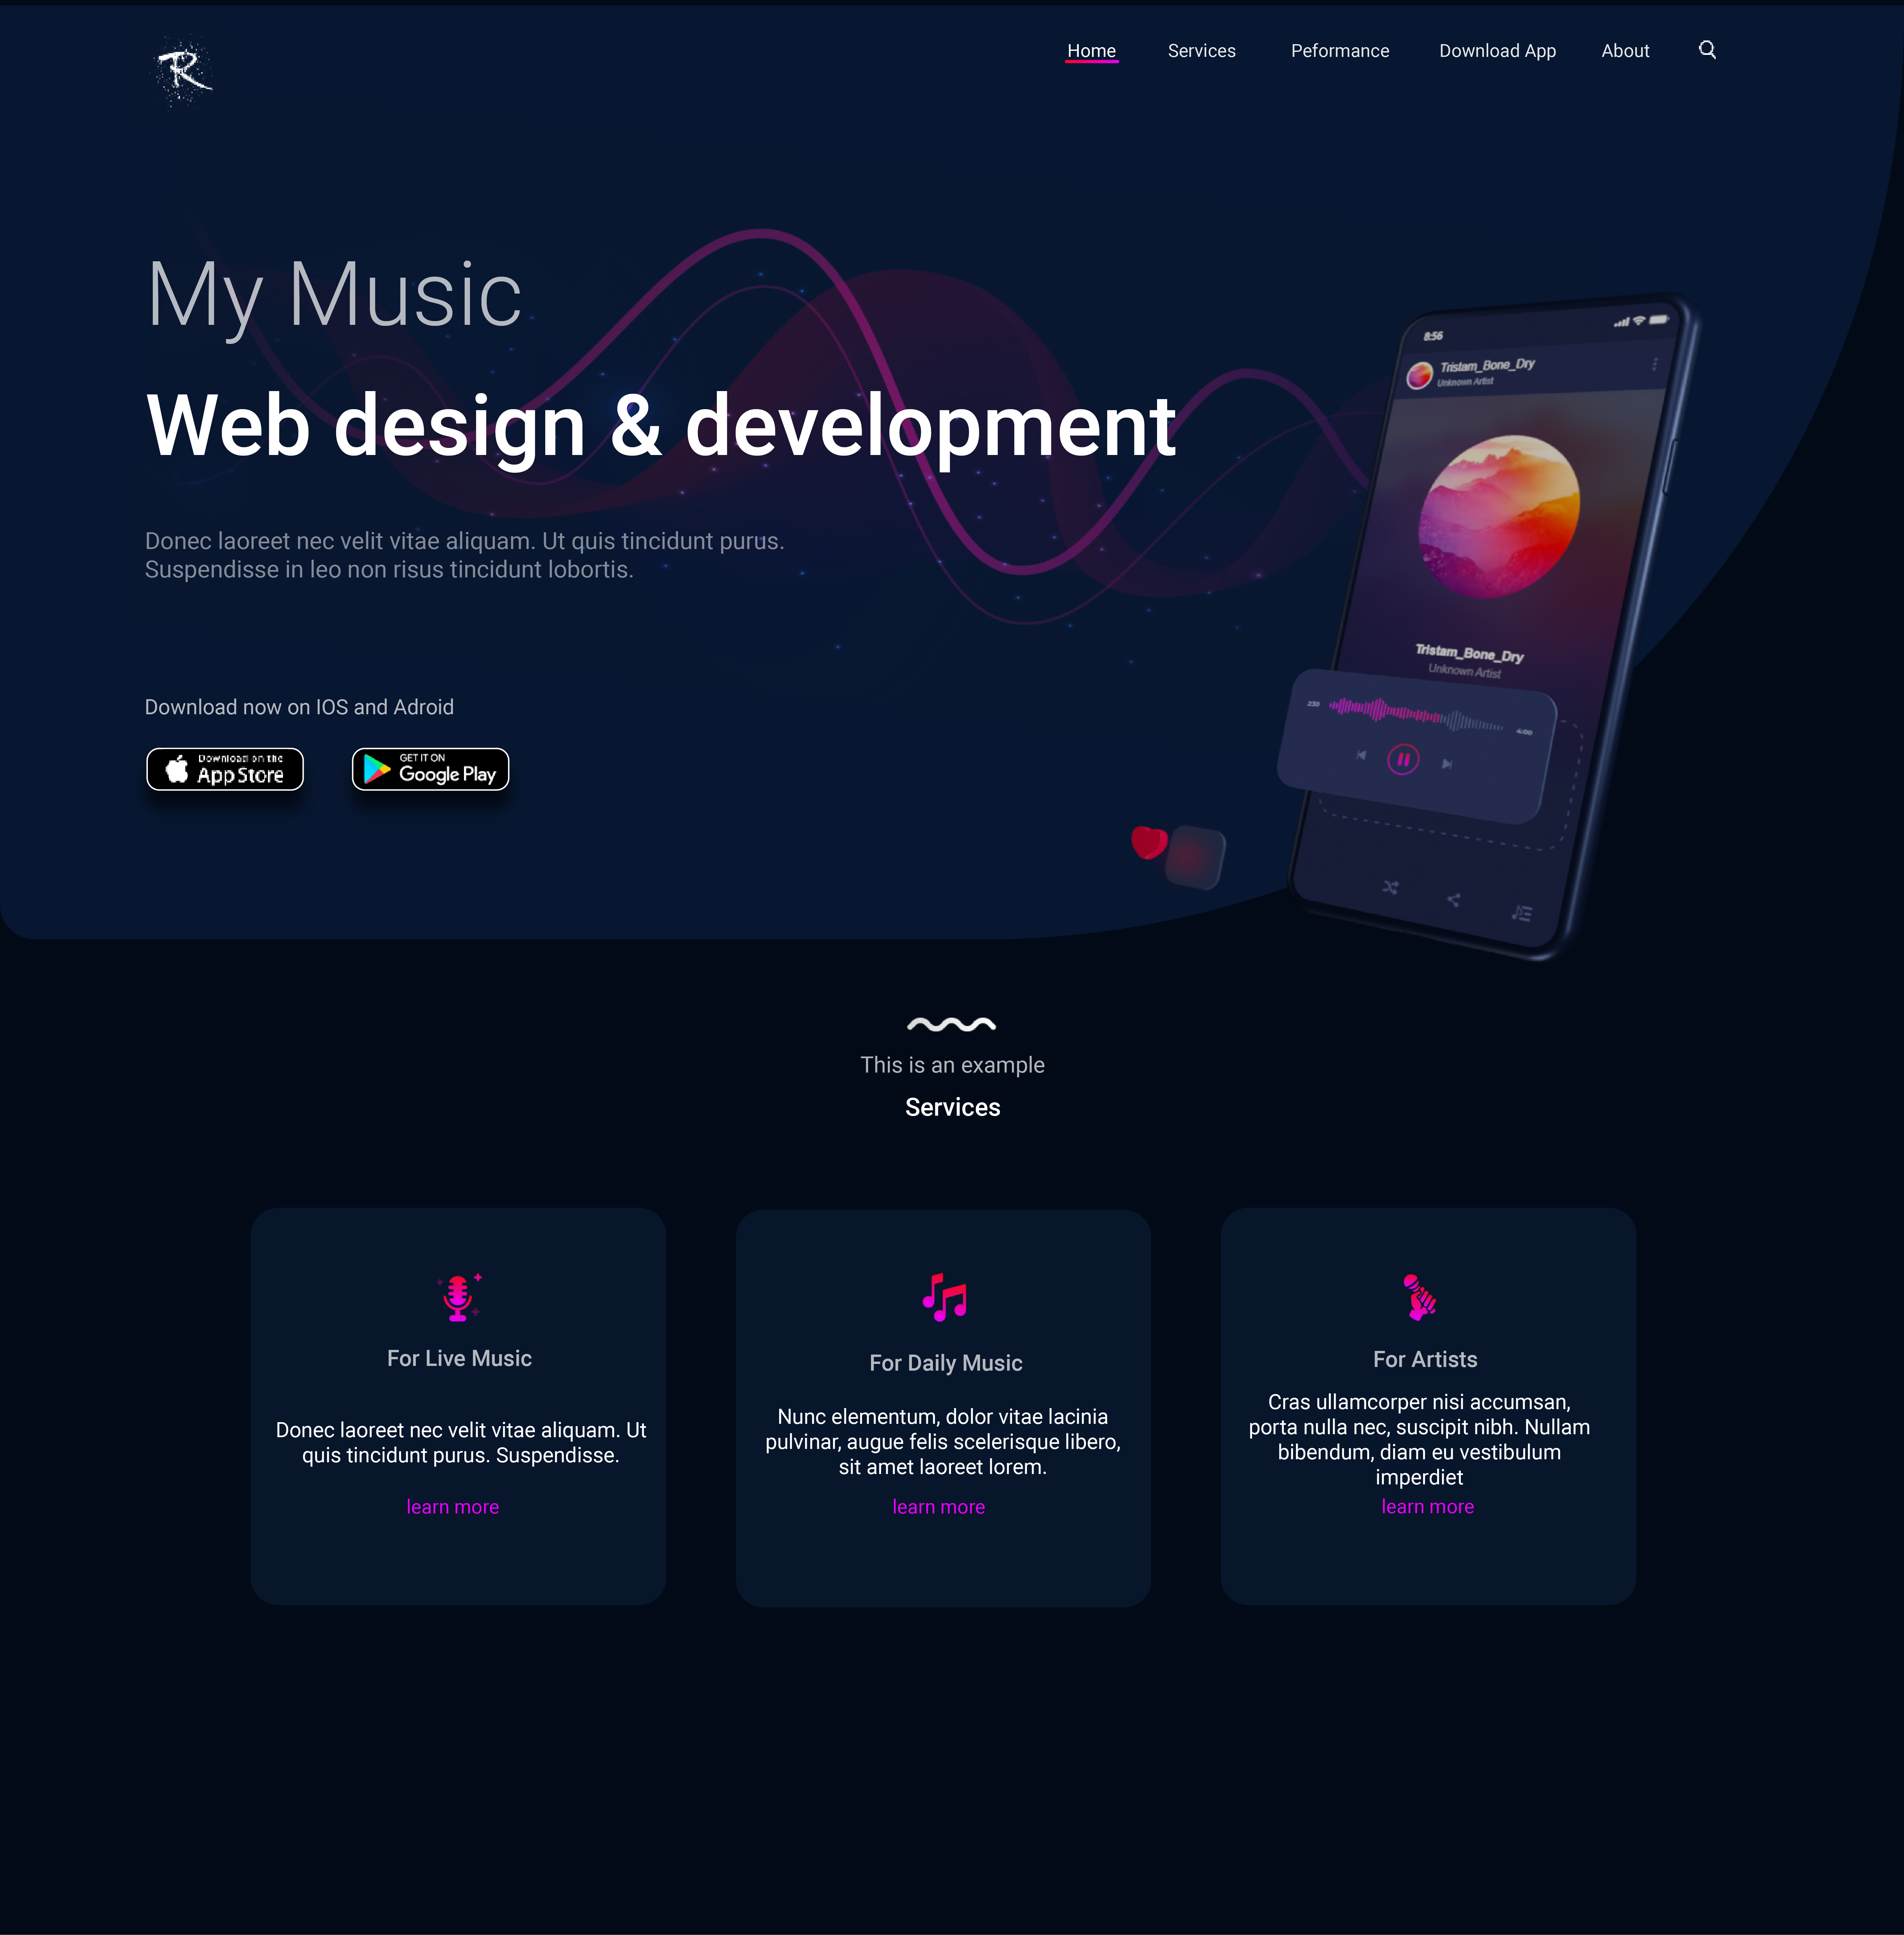 R
Home Services Peformance Download App About
My Music
Web design & development
Donec laoreet nec velit vitae aliquam. Ut quis tincidunt purus.
Suspendisse in leo non risus tincidunt lobortis.
Download now on IOS and Adroid
Download on the
App Store
GET IT ON
Google Play
8:56
Tristam_Bone_Dry
Unknown Artist
Tristam_Bone_Dry
Unknown Artist
2:30
4:00
This is an example
Services
For Live Music
Donec laoreet nec velit vitae aliquam. Ut
quis tincidunt purus. Suspendisse.
learn more
For Daily Music
Nunc elementum, dolor vitae lacinia
pulvinar, augue felis scelerisque libero,
sit amet laoreet lorem.
learn more
For Artists
Cras ullamcorper nisi accumsan,
porta nulla nec, suscipit nibh. Nullam
bibendum, diam eu vestibulum
imperdiet
learn more